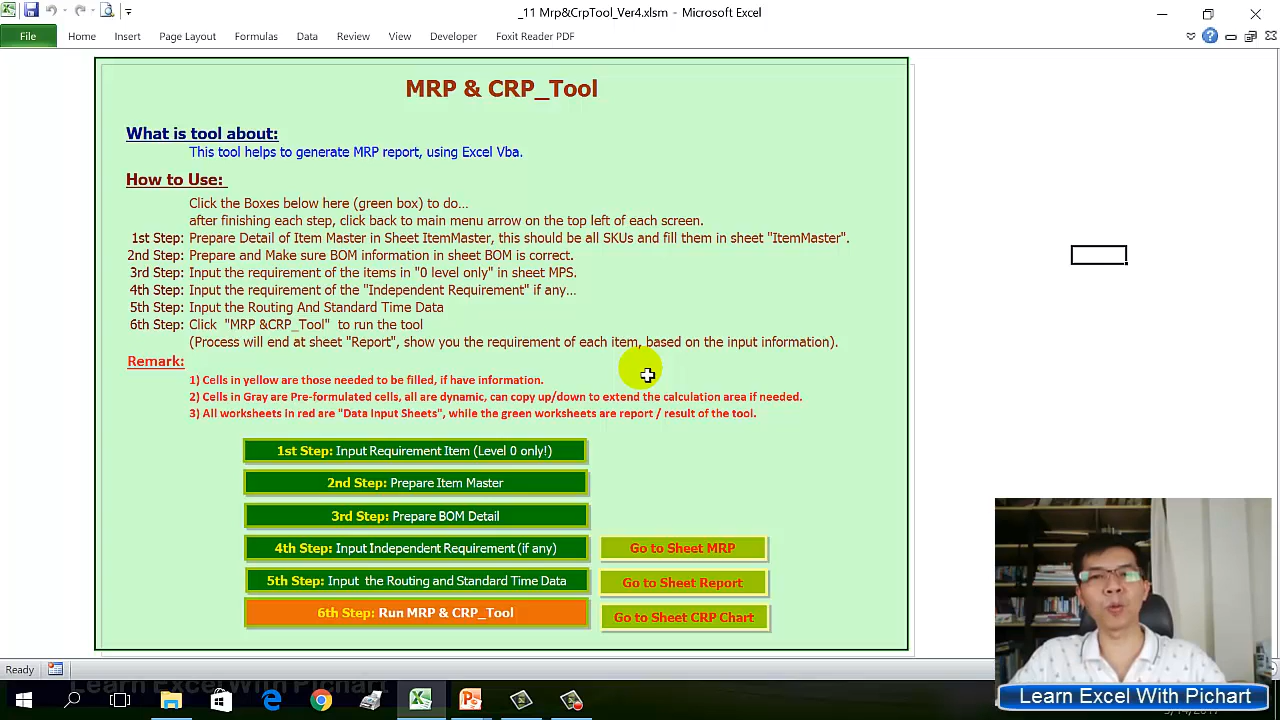 _11 Mrp&CrpTool_Ver4.xlsm - Microsoft Excel
File Home Insert Page Layout Formulas Data Review View Developer Foxit Reader PDF
MRP & CRP_Tool
What is tool about:
This tool helps to generate MRP report, using Excel Vba.
How to Use:
Click the Boxes below here (green box) to do…
after finishing each step, click back to main menu arrow on the top left of each screen.
1st Step: Prepare Detail of Item Master in Sheet ItemMaster, this should be all SKUs and fill them in sheet "ItemMaster".
2nd Step: Prepare and Make sure BOM information in sheet BOM is correct.
3rd Step: Input the requirement of the items in "0 level only" in sheet MPS.
4th Step: Input the requirement of the "Independent Requirement" if any…
5th Step: Input the Routing And Standard Time Data
6th Step: Click "MRP &CRP_Tool" to run the tool
(Process will end at sheet "Report", show you the requirement of each item, based on the input information).
Remark:
1) Cells in yellow are those needed to be filled, if have information.
2) Cells in Gray are Pre-formulated cells, all are dynamic, can copy up/down to extend the calculation area if needed.
3) All worksheets in red are "Data Input Sheets", while the green worksheets are report / result of the tool.
1st Step: Input Requirement Item (Level 0 only!)
2nd Step: Prepare Item Master
3rd Step: Prepare BOM Detail
4th Step: Input Independent Requirement (if any)
Go to Sheet MRP
5th Step: Input the Routing and Standard Time Data
Go to Sheet Report
6th Step: Run MRP & CRP_Tool
Go to Sheet CRP Chart
Ready
Learn Excel With Pichart
Learn Excel With Pichart